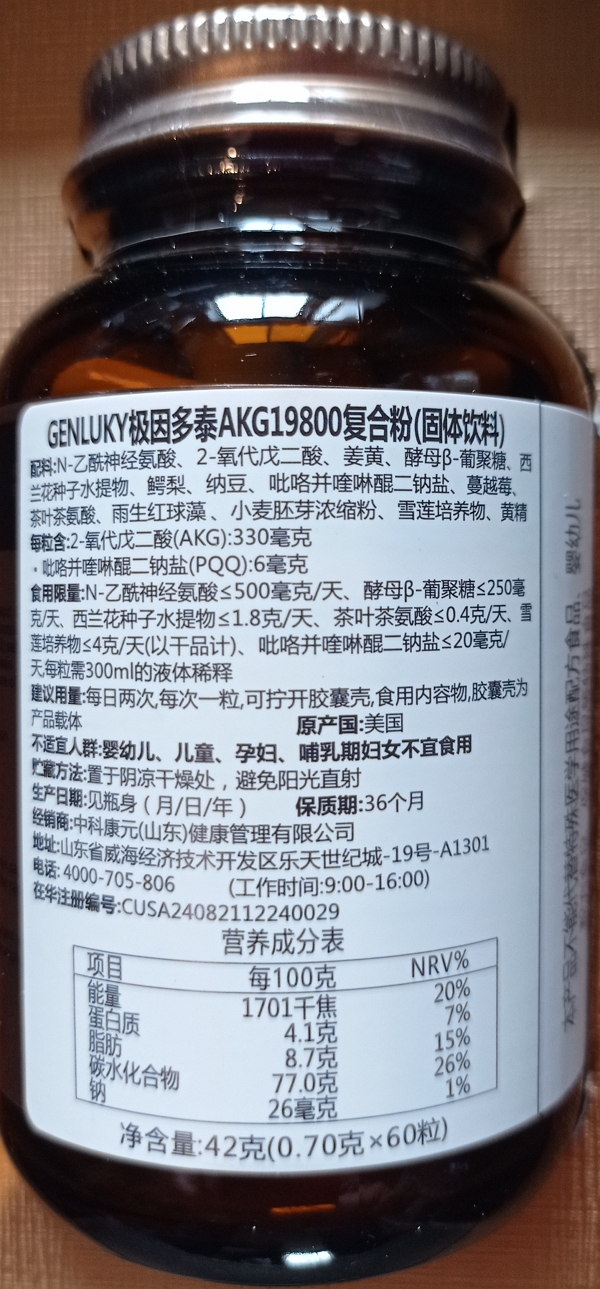 GENLUKY极因多泰AKG19800复合粉(固体饮料)
配料:N-乙酰神经氨酸、2-氧代戊二酸、姜黄、酵母β-葡聚糖、西
兰花种子水提物、鳄梨、纳豆、吡咯并喹啉醌二钠盐、蔓越莓、
茶叶茶氨酸、雨生红球藻、小麦胚芽浓缩粉、雪莲培养物、黄精
每粒含:2-氧代戊二酸(AKG):330毫克
·吡咯并喹啉醌二钠盐(PQQ):6毫克
食用限量:N-乙酰神经氨酸≤500毫克/天、酵母β-葡聚糖≤250毫
克/天、西兰花种子水提物≤1.8克/天、茶叶茶氨酸≤0.4克/天、雪
莲培养物≤4克/天(以干品计)、吡咯并喹啉醌二钠盐≤20毫克/
天,每粒需300ml的液体稀释
建议用量:每日两次,每次一粒,可拧开胶囊壳,食用内容物,胶囊壳为
产品载体 原产国:美国
不适宜人群:婴幼儿、儿童、孕妇、哺乳期妇女不宜食用
贮藏方法:置于阴凉干燥处，避免阳光直射
生产日期:见瓶身（月/日/年） 保质期:36个月
经销商:中科康元(山东)健康管理有限公司
地址:山东省威海经济技术开发区乐天世纪城-19号-A1301
电话: 4000-705-806 (工作时间:9:00-16:00)
在华注册编号:CUSA24082112240029
营养成分表
项目 每100克 NRV%
能量 1701千焦 20%
蛋白质 4.1克 7%
脂肪 8.7克 15%
碳水化合物 77.0克 26%
钠 26毫克 1%
净含量:42克(0.70克×60粒)
本产品不能代替特殊医学用途配方食品 婴幼儿